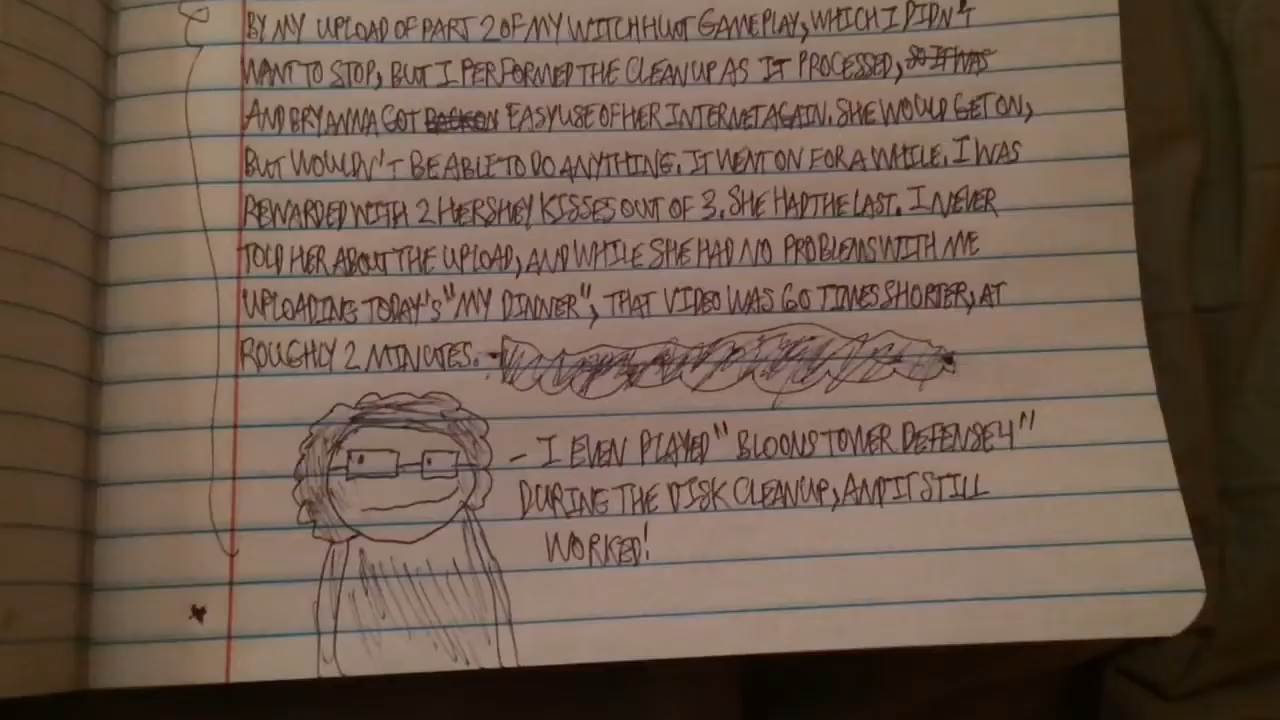 BY MY UPLOAD OF PART 2 OF MY WITCH HUNT GAMEPLAY, WHICH I DIDN'T
WANT TO STOP, BUT I PERFORMED THE CLEANUP AS IT PROCESSED, SO IT WAS
AND BRYANNA GOT EASY USE OF HER INTERNET AGAIN. SHE WOULD GET ON,
BUT WOULDN'T BE ABLE TO DO ANYTHING. IT WENT ON FOR A WHILE. I WAS
REWARDED WITH 2 HERSHEY KISSES OUT OF 3. SHE HAD THE LAST. I NEVER
TOLD HER ABOUT THE UPLOAD, AND WHILE SHE HAD NO PROBLEMS WITH ME
UPLOADING TODAY'S "MY DINNER", THAT VIDEO WAS 60 TIMES SHORTER, AT
ROUGHLY 2 MINUTES.
- I EVEN PLAYED "BLOONS TOWER DEFENSE 4"
DURING THE DISK CLEANUP, AND IT STILL
WORKED!